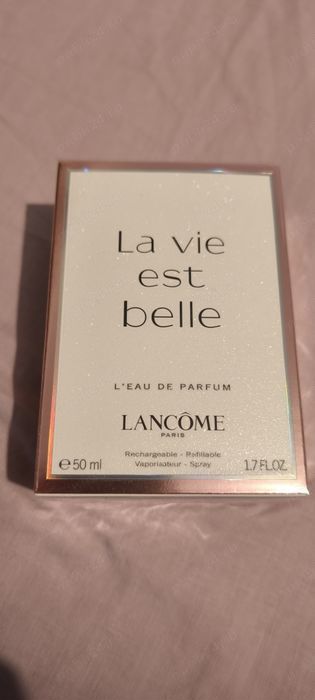 La vie
est
belle
L'EAU DE PARFUM
LANCÔME
PARIS
Rechargeable - Refillable
Vaporisateur - Spray
e 50 ml 1.7 FL.OZ.